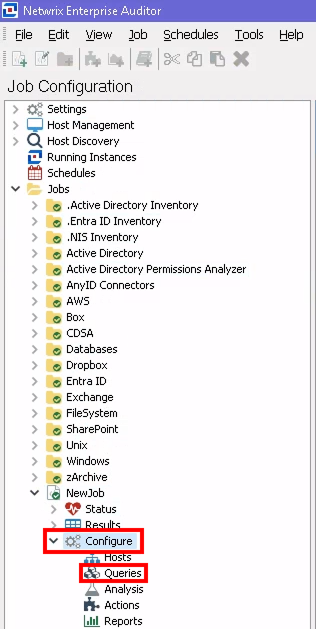 Netwrix Enterprise Auditor
File Edit View Job Schedules Tools Help
Job Configuration
Settings
Host Management
Host Discovery
Running Instances
Schedules
Jobs
.Active Directory Inventory
.Entra ID Inventory
.NIS Inventory
Active Directory
Active Directory Permissions Analyzer
AnyID Connectors
AWS
Box
CDSA
Databases
Dropbox
Entra ID
Exchange
FileSystem
SharePoint
Unix
Windows
zArchive
NewJob
Status
Results
Configure
Hosts
Queries
Analysis
Actions
Reports